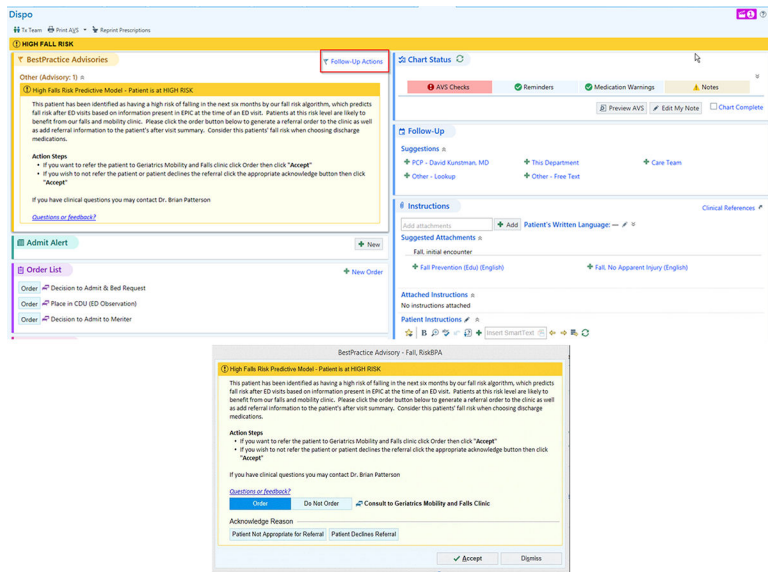 Dispo
1
Tx Team Print AVS Reprint Prescriptions
HIGH FALL RISK
BestPractice Advisories
Follow-Up Actions
Other (Advisory: 1)
High Falls Risk Predictive Model - Patient is at HIGH RISK
This patient has been identified as having a high risk of falling in the next six months by our fall risk algorithm, which predicts
fall risk after ED visits based on information present in EPIC at the time of an ED visit. Patients at this risk level are likely to
benefit from our falls and mobility clinic. Please click the order button below to generate a referral order to the clinic as well
as add referral information to the patient's after visit summary. Consider this patients' fall risk when choosing discharge
medications.
Action Steps
• If you want to refer the patient to Geriatrics Mobility and Falls clinic click Order then click "Accept"
• If you wish to not refer the patient or patient declines the referral click the appropriate acknowledge button then click
"Accept"
If you have clinical questions you may contact Dr. Brian Patterson
Questions or feedback?
Admit Alert
New
Order List
New Order
Order Decision to Admit & Bed Request
Order Place in CDU (ED Observation)
Order Decision to Admit to Meriter
Chart Status
AVS Checks Reminders Medication Warnings Notes
Preview AVS Edit My Note Chart Complete
Follow-Up
Suggestions
PCP - David Kunstman, MD This Department Care Team
Other - Lookup Other - Free Text
Instructions
Clinical References
Add attachments Add Patient's Written Language: —
Suggested Attachments
Fall, initial encounter
Fall Prevention (Edu) (English) Fall, No Apparent Injury (English)
Attached Instructions
No instructions attached
Patient Instructions
B Insert SmartText
BestPractice Advisory - Fall, RiskBPA
High Falls Risk Predictive Model - Patient is at HIGH RISK
This patient has been identified as having a high risk of falling in the next six months by our fall risk algorithm, which predicts
fall risk after ED visits based on information present in EPIC at the time of an ED visit. Patients at this risk level are likely to
benefit from our falls and mobility clinic. Please click the order button below to generate a referral order to the clinic as well
as add referral information to the patient's after visit summary. Consider this patients' fall risk when choosing discharge
medications.
Action Steps
• If you want to refer the patient to Geriatrics Mobility and Falls clinic click Order then click "Accept"
• If you wish to not refer the patient or patient declines the referral click the appropriate acknowledge button then click
"Accept"
If you have clinical questions you may contact Dr. Brian Patterson
Questions or feedback?
Order Do Not Order Consult to Geriatrics Mobility and Falls Clinic
Acknowledge Reason
Patient Not Appropriate for Referral Patient Declines Referral
Accept Dismiss